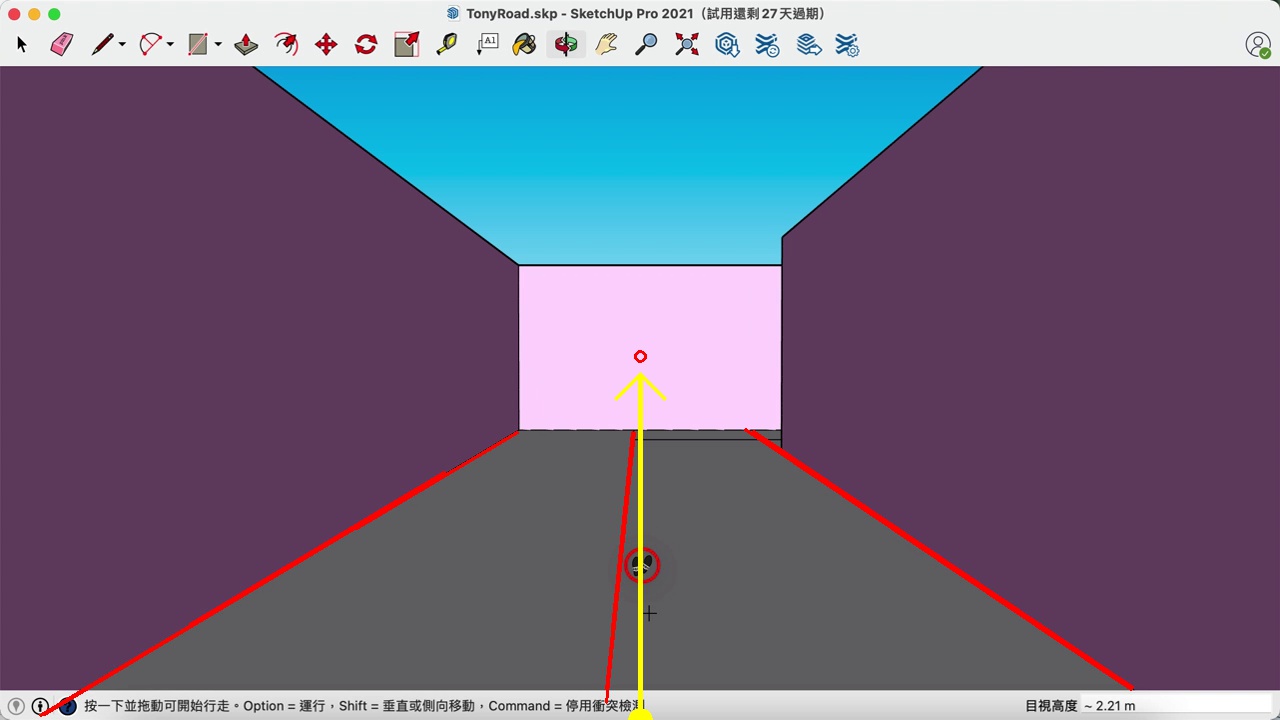 TonyRoad.skp - SketchUp Pro 2021（試用還剩 27 天過期）
A1
按一下並拖動可開始行走。Option = 運行，Shift = 垂直或側向移動，Command = 停用衝突檢測
目視高度 ~ 2.21 m